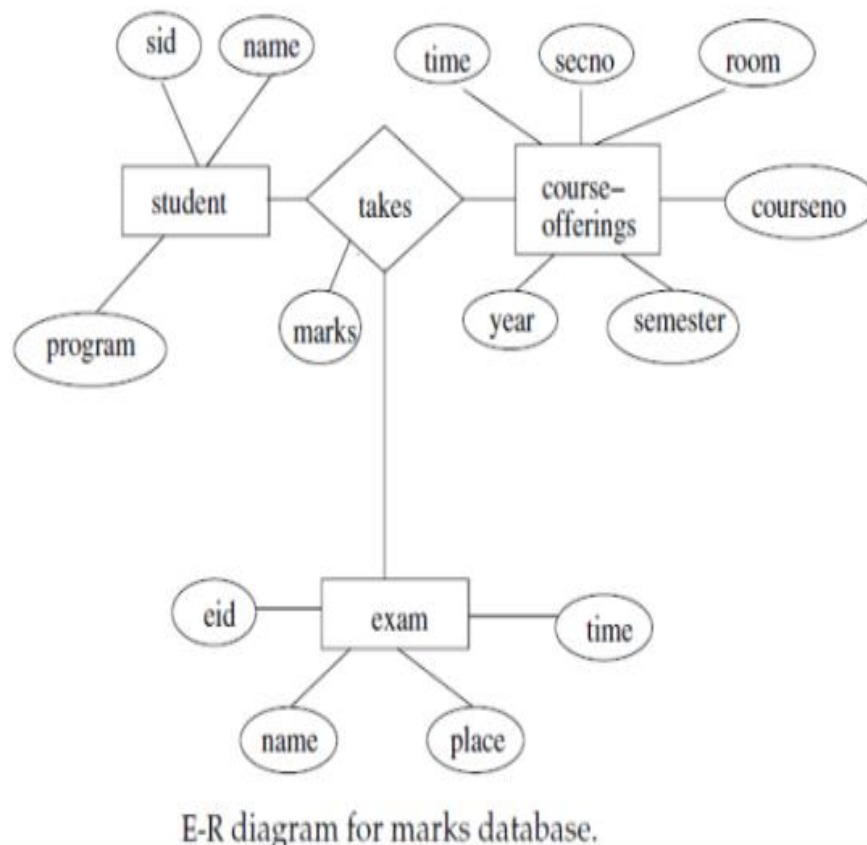 sid
name
time
secno
room
student
takes
course–
offerings
courseno
program
marks
year
semester
eid
exam
time
name
place
E-R diagram for marks database.